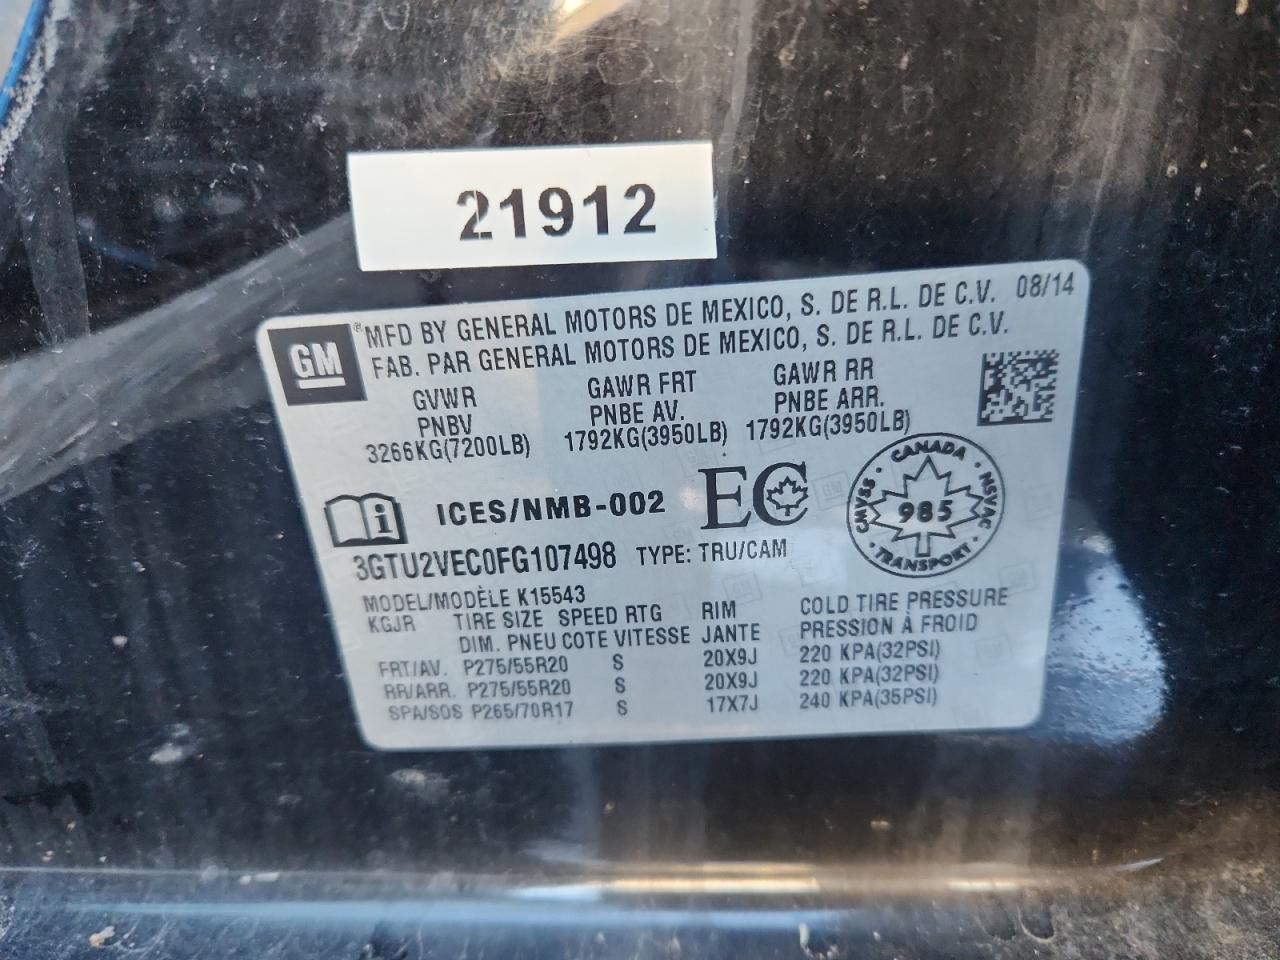 21912
GM
® MFD BY GENERAL MOTORS DE MEXICO, S. DE R.L. DE C.V. 08/14
FAB. PAR GENERAL MOTORS DE MEXICO, S. DE R.L. DE C.V.
GVWR GAWR FRT GAWR RR
PNBV PNBE AV. PNBE ARR.
3266KG(7200LB) 1792KG(3950LB) 1792KG(3950LB)
i ICES/NMB-002 EC
CANADA
CMVSS 985 NSVAC
TRANSPORT
3GTU2VEC0FG107498 TYPE: TRU/CAM
MODEL/MODÈLE K15543
KGJR TIRE SIZE SPEED RTG RIM COLD TIRE PRESSURE
DIM. PNEU COTE VITESSE JANTE PRESSION À FROID
FRT/AV. P275/55R20 S 20X9J 220 KPA(32PSI)
RR/ARR. P275/55R20 S 20X9J 220 KPA(32PSI)
SPA/SOS P265/70R17 S 17X7J 240 KPA(35PSI)